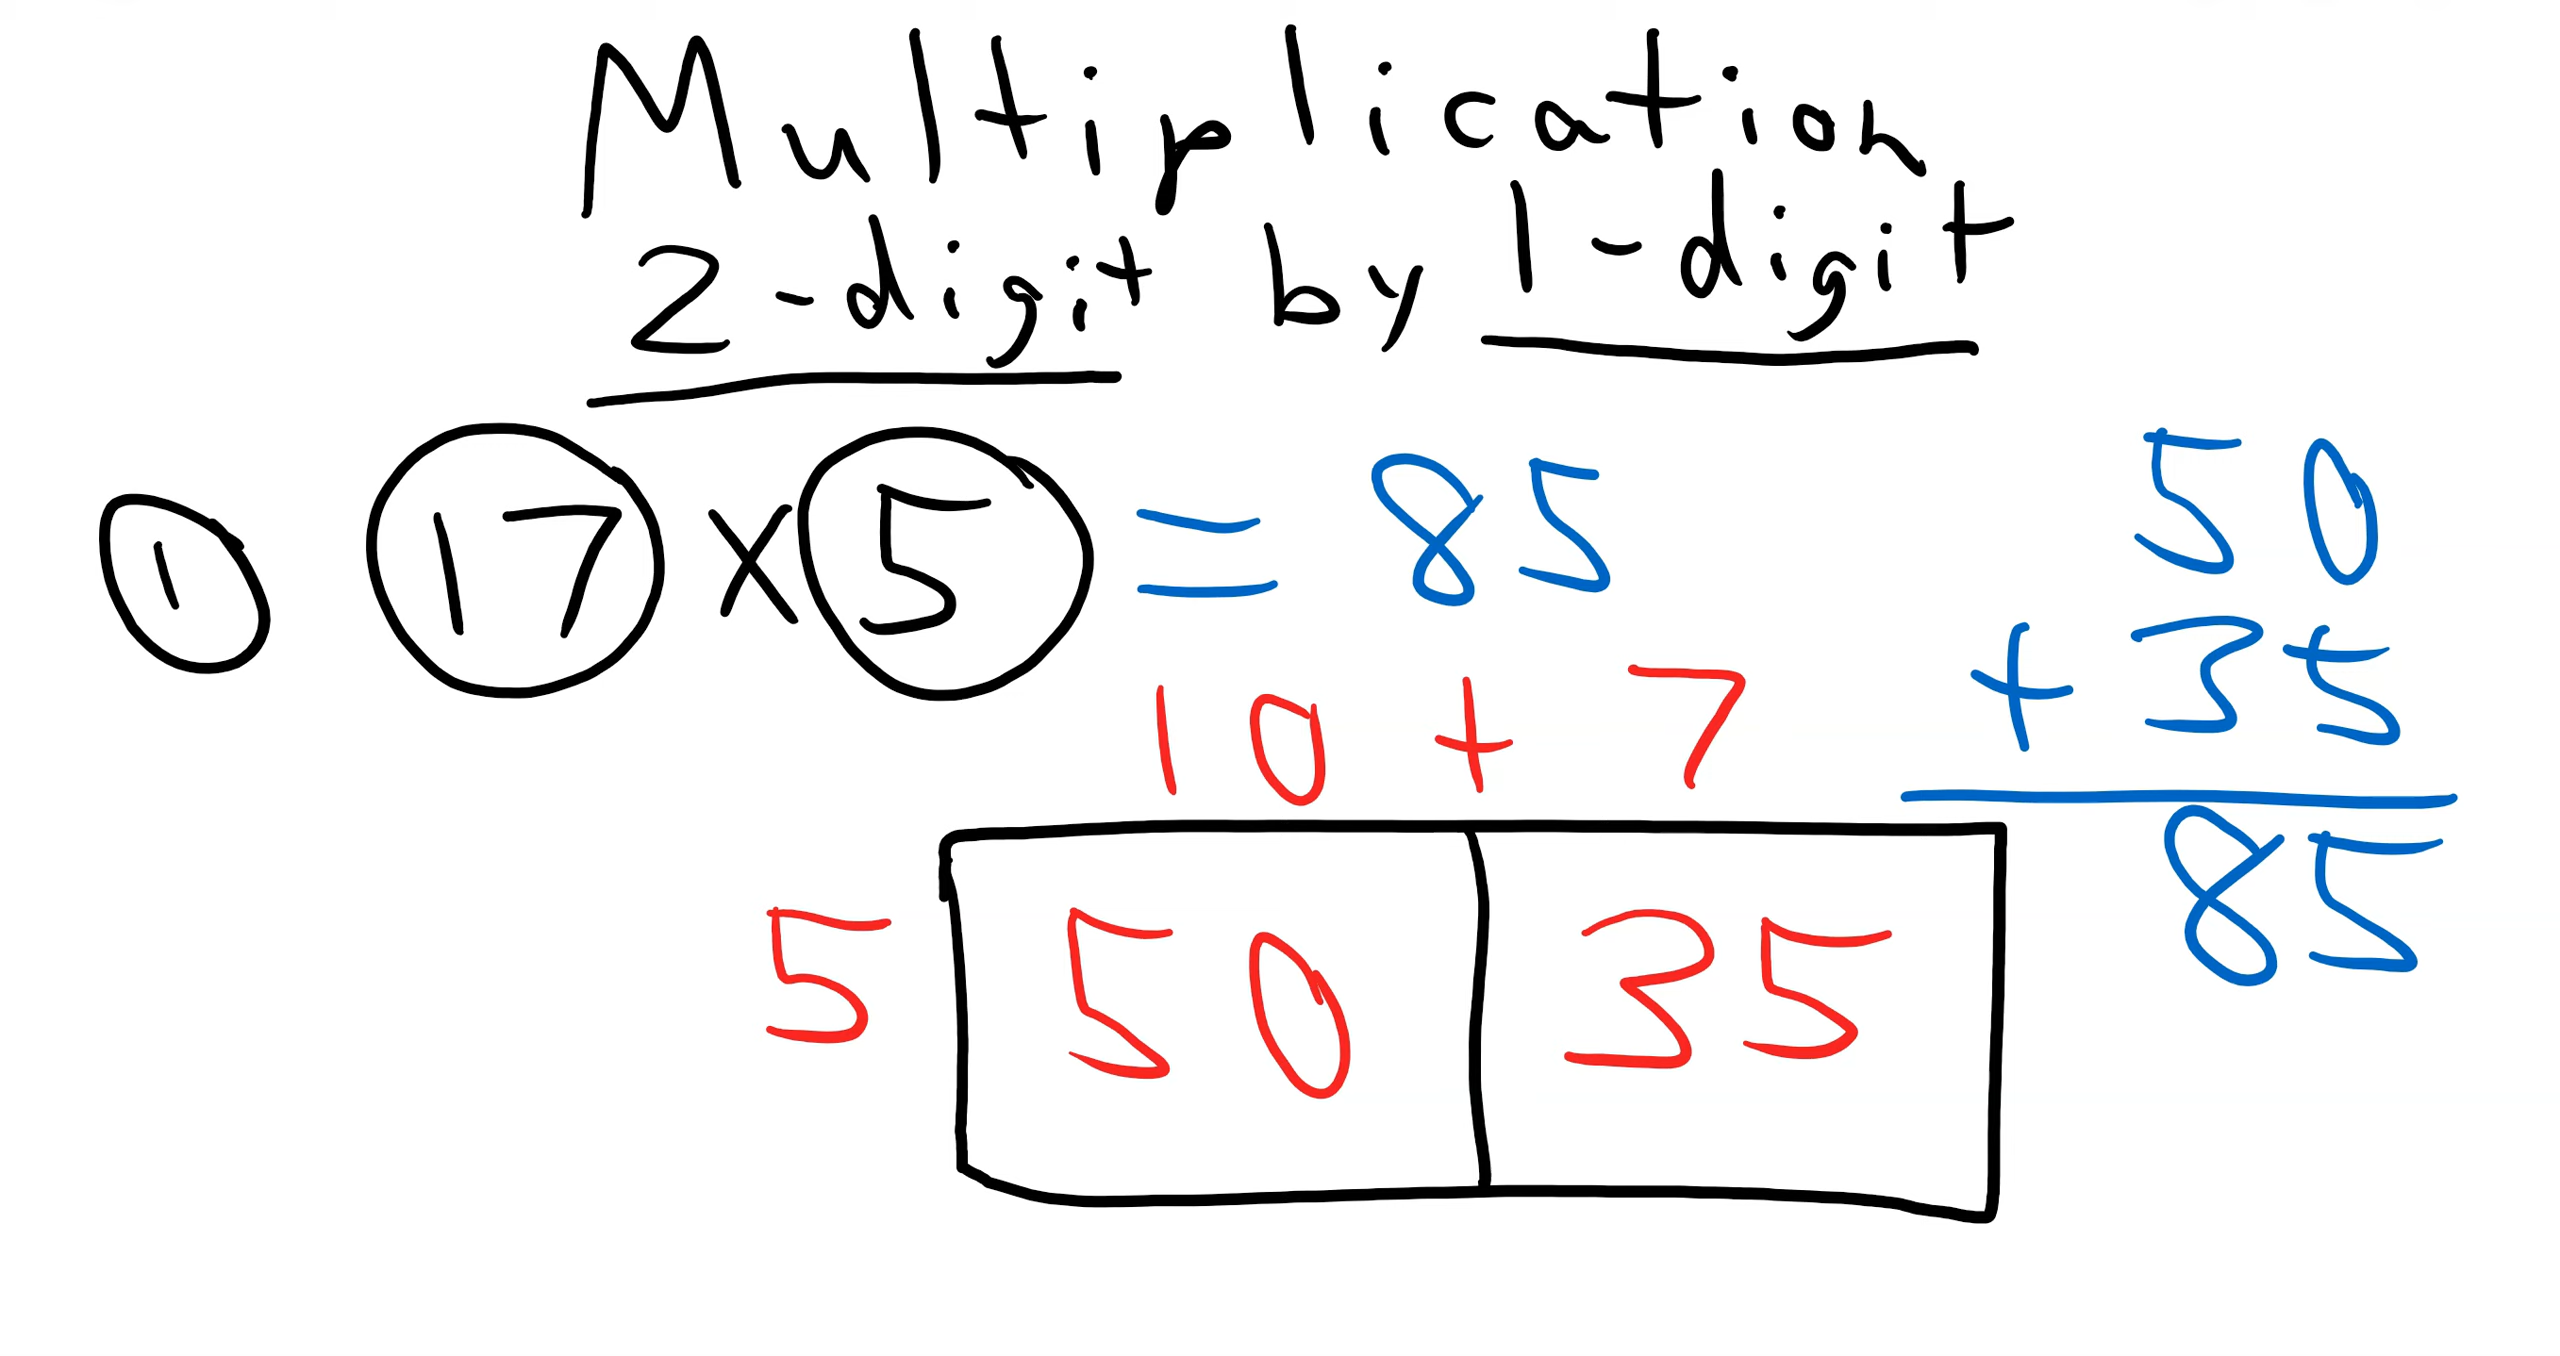 Multiplication
2-digit by 1-digit
1 17 x 5 = 85
50
+ 35
85
10 + 7
5 50 35